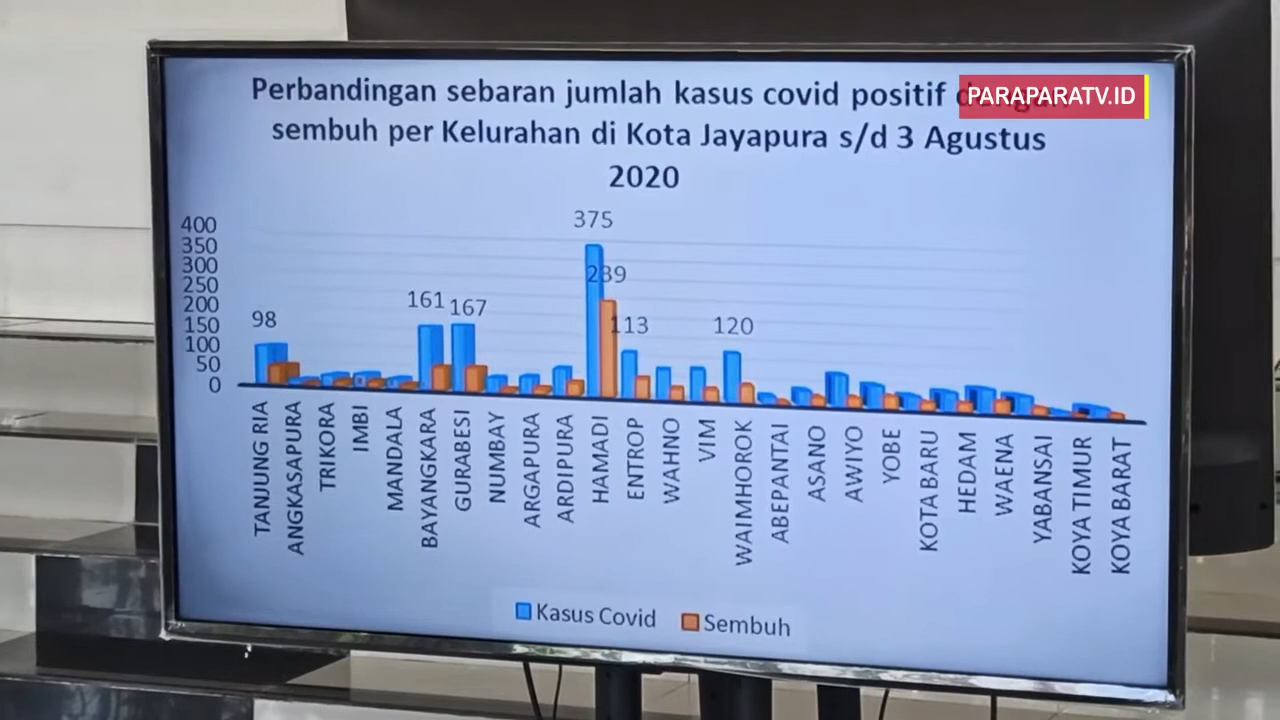 Perbandingan sebaran jumlah kasus covid positif
PARAPARATV.ID
sembuh per Kelurahan di Kota Jayapura s/d 3 Agustus
2020
400
350
300
250
200
150
100
50
0
98
161
167
375
239
113
120
TANJUNG RIA
ANGKASAPURA
TRIKORA
IMBI
MANDALA
BAYANGKARA
GURABESI
NUMBAY
ARGAPURA
ARDIPURA
HAMADI
ENTROP
WAHNO
VIM
WAIMHOROK
ABEPANTAI
ASANO
AWIYO
YOBE
KOTA BARU
HEDAM
WAENA
YABANSAI
KOYA TIMUR
KOYA BARAT
Kasus Covid
Sembuh